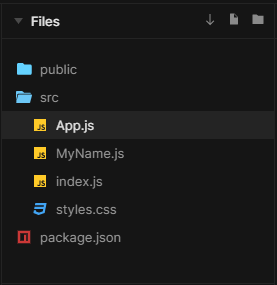 Files
public
src
JS App.js
JS MyName.js
JS index.js
styles.css
package.json